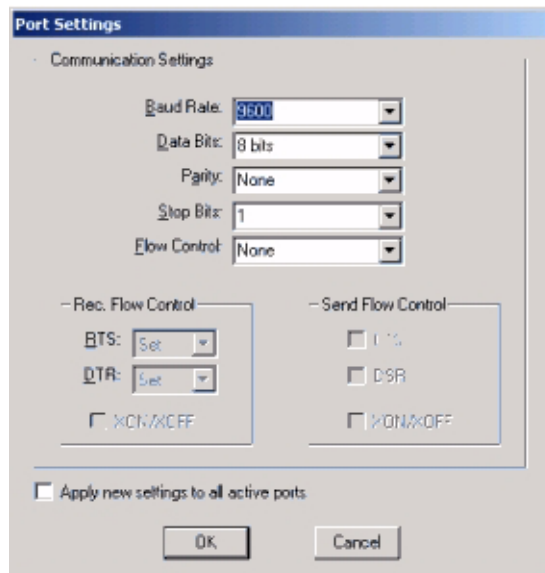 Port Settings
Communication Settings
Baud Rate: 9600
Data Bits: 8 bits
Parity: None
Stop Bits: 1
Flow Control: None
Rec. Flow Control
Send Flow Control
RTS: Set
DTR: Set
DSR
XON/XOFF
XON/XOFF
Apply new settings to all active ports
OK
Cancel